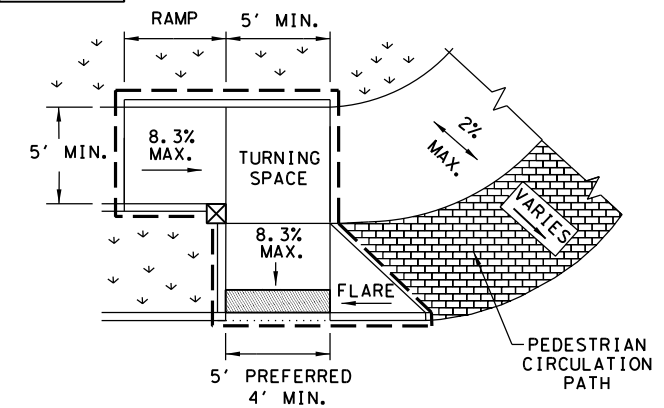 RAMP
5' MIN.
5' MIN.
8.3%
MAX.
TURNING
SPACE
2%
MAX.
VARIES
8.3%
MAX.
FLARE
PEDESTRIAN
CIRCULATION
PATH
5' PREFERRED
4' MIN.